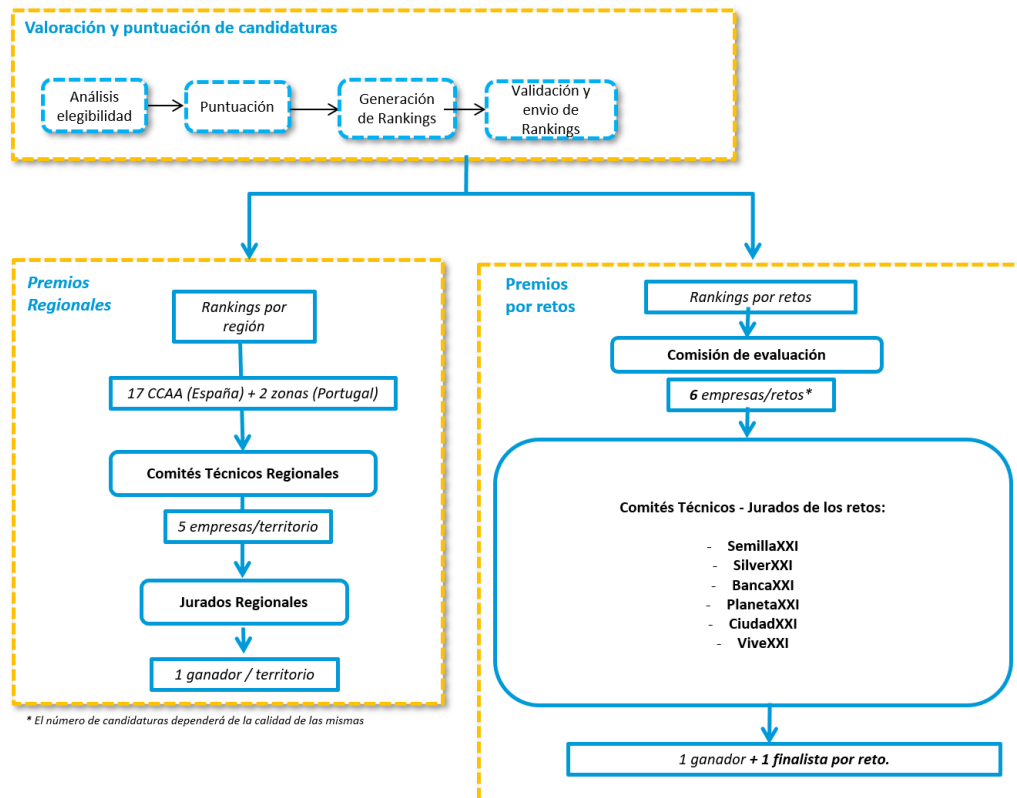 Valoración y puntuación de candidaturas
Análisis
elegibilidad
Puntuación
Generación
de Rankings
Validación y
envio de
Rankings
Premios
Regionales
Rankings por
región
17 CCAA (España) + 2 zonas (Portugal)
Comités Técnicos Regionales
5 empresas/territorio
Jurados Regionales
1 ganador / territorio
* El número de candidaturas dependerá de la calidad de las mismas
Premios
por retos
Rankings por retos
Comisión de evaluación
6 empresas/retos*
Comités Técnicos - Jurados de los retos:
- SemillaXXI
- SilverXXI
- BancaXXI
- PlanetaXXI
- CiudadXXI
- ViveXXI
1 ganador + 1 finalista por reto.